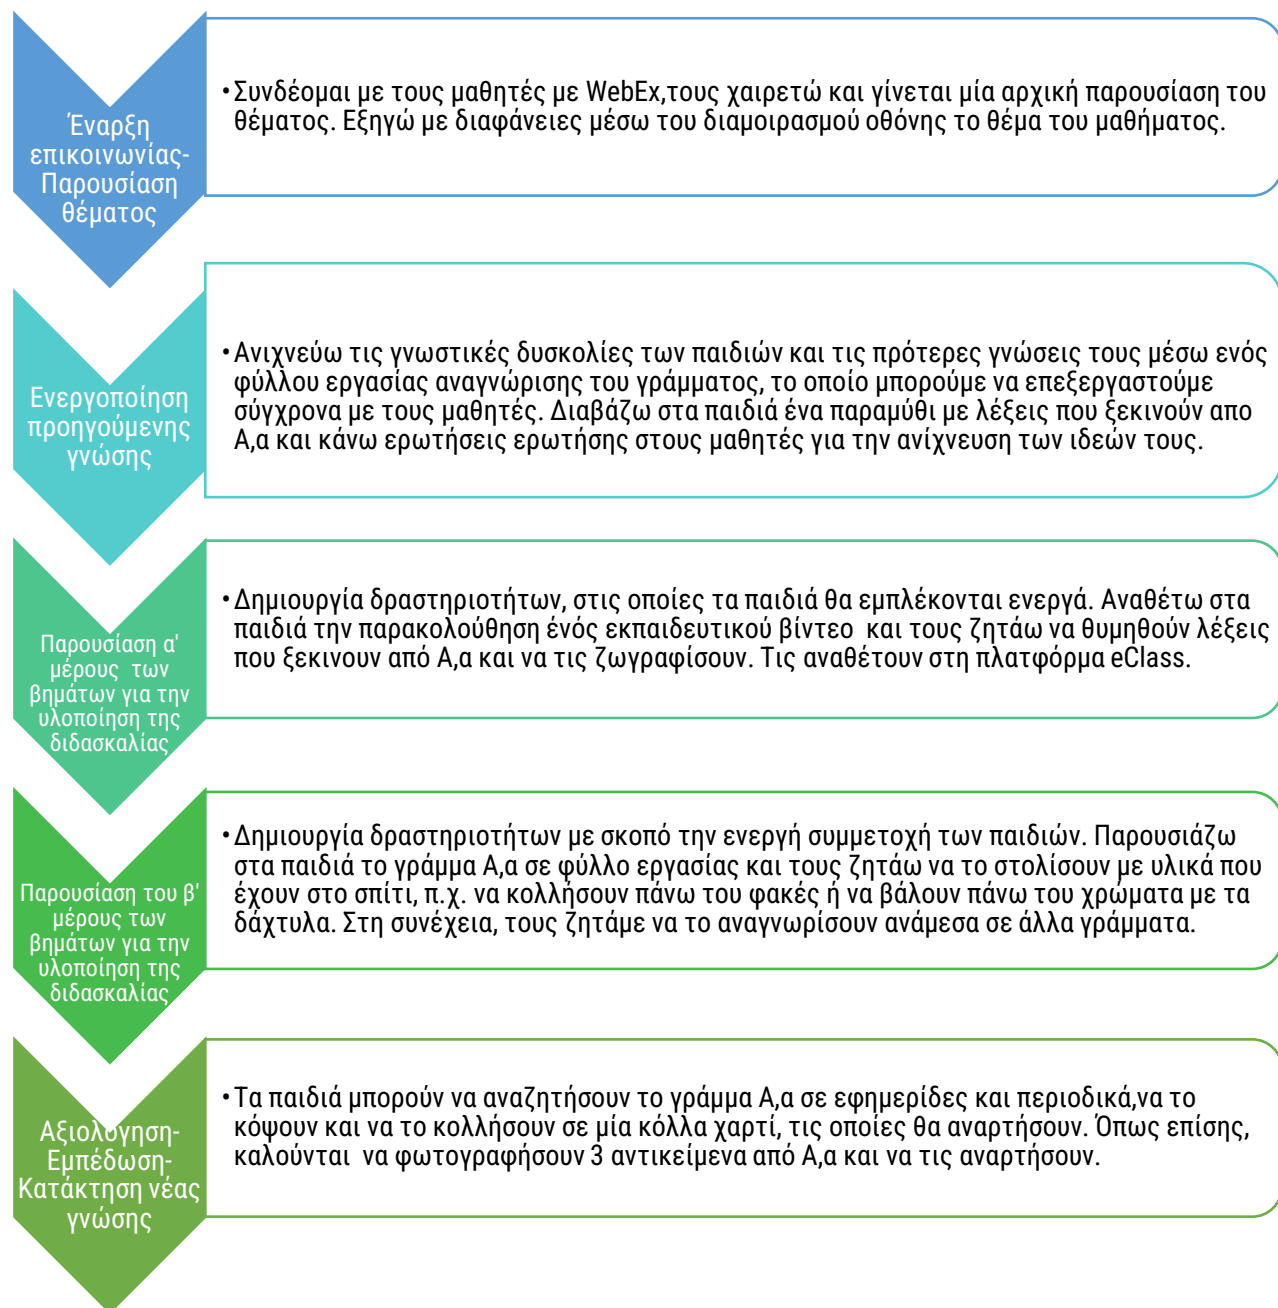 Έναρξη
επικοινωνίας-
Παρουσίαση
θέματος
•Συνδέομαι με τους μαθητές με WebEx,τους χαιρετώ και γίνεται μία αρχική παρουσίαση του
θέματος. Εξηγώ με διαφάνειες μέσω του διαμοιρασμού οθόνης το θέμα του μαθήματος.
Ενεργοποίηση
προηγούμενης
γνώσης
•Ανιχνεύω τις γνωστικές δυσκολίες των παιδιών και τις πρότερες γνώσεις τους μέσω ενός
φύλλου εργασίας αναγνώρισης του γράμματος, το οποίο μπορούμε να επεξεργαστούμε
σύγχρονα με τους μαθητές. Διαβάζω στα παιδιά ένα παραμύθι με λέξεις που ξεκινούν απο
Α,α και κάνω ερωτήσεις ερωτήσης στους μαθητές για την ανίχνευση των ιδεών τους.
Παρουσίαση α'
μέρους των
βημάτων για την
υλοποίηση της
διδασκαλίας
•Δημιουργία δραστηριοτήτων, στις οποίες τα παιδιά θα εμπλέκονται ενεργά. Αναθέτω στα
παιδιά την παρακολούθηση ένός εκπαιδευτικού βίντεο και τους ζητάω να θυμηθούν λέξεις
που ξεκινουν από Α,α και να τις ζωγραφίσουν. Τις αναθέτουν στη πλατφόρμα eClass.
Παρουσίαση του β'
μέρους των
βημάτων για την
υλοποίηση της
διδασκαλίας
•Δημιουργία δραστηριοτήτων με σκοπό την ενεργή συμμετοχή των παιδιών. Παρουσιάζω
στα παιδιά το γράμμα Α,α σε φύλλο εργασίας και τους ζητάω να το στολίσουν με υλικά που
έχουν στο σπίτι, π.χ. να κολλήσουν πάνω του φακές ή να βάλουν πάνω του χρώματα με τα
δάχτυλα. Στη συνέχεια, τους ζητάμε να το αναγνωρίσουν ανάμεσα σε άλλα γράμματα.
Αξιολόγηση-
Εμπέδωση-
Κατάκτηση νέας
γνώσης
•Τα παιδιά μπορούν να αναζητήσουν το γράμμα Α,α σε εφημερίδες και περιοδικά,να το
κόψουν και να το κολλήσουν σε μία κόλλα χαρτί, τις οποίες θα αναρτήσουν. Όπως επίσης,
καλούνται να φωτογραφήσουν 3 αντικείμενα από Α,α και να τις αναρτήσουν.